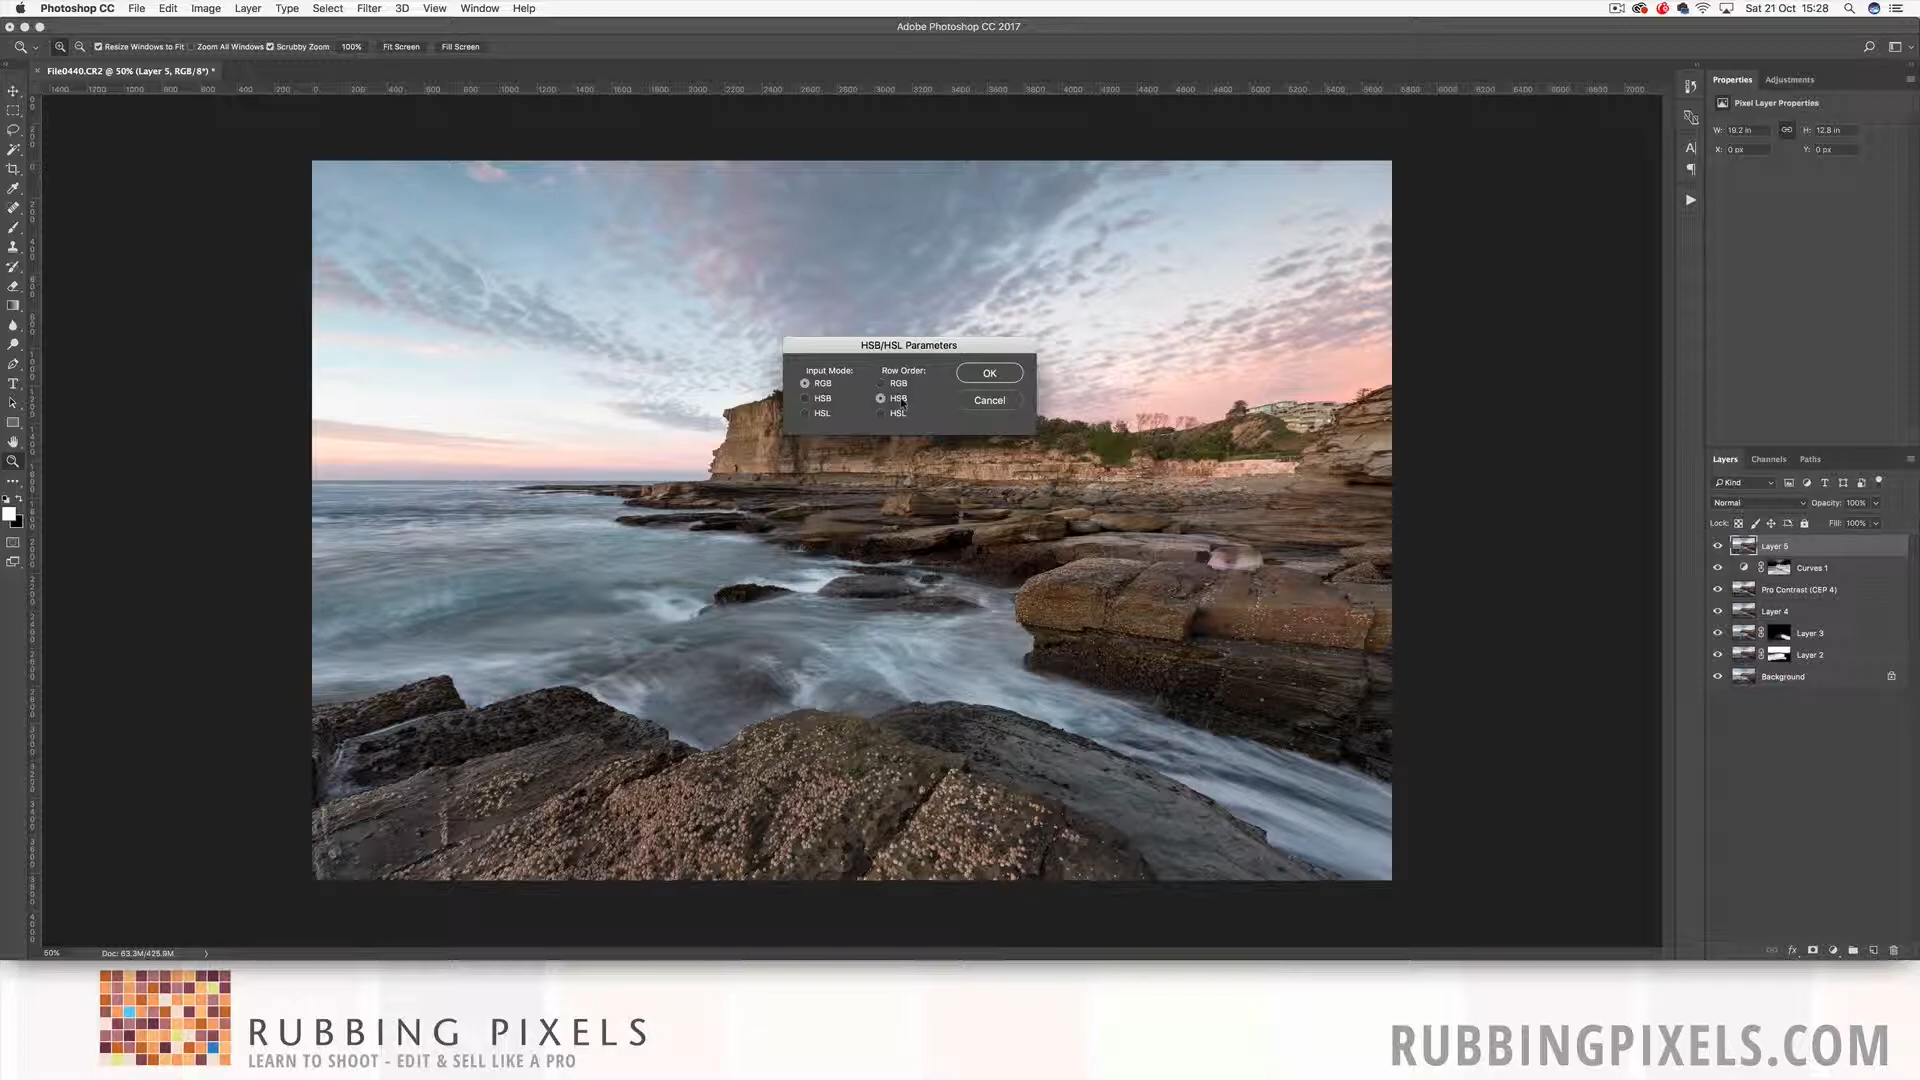 Photoshop CC File Edit Image Layer Type Select Filter 3D View Window Help Sat 21 Oct 15:28
Adobe Photoshop CC 2017
Resize Windows to Fit Zoom All Windows Scrubby Zoom 100% Fit Screen Fill Screen
File0440.CR2 @ 50% (Layer 5, RGB/8*) *
Properties Adjustments
Pixel Layer Properties
W: 19.2 in H: 12.8 in
X: 0 px Y: 0 px
HSB/HSL Parameters
Input Mode: Row Order:
RGB RGB OK
HSB HSB Cancel
HSL HSL
Layers Channels Paths
Kind
Normal Opacity: 100%
Lock: Fill: 100%
Layer 5
Curves 1
Pro Contrast (CEP 4)
Layer 4
Layer 3
Layer 2
Background
50% Doc: 63.3M/425.9M
RUBBING PIXELS
LEARN TO SHOOT - EDIT & SELL LIKE A PRO
RUBBINGPIXELS.COM